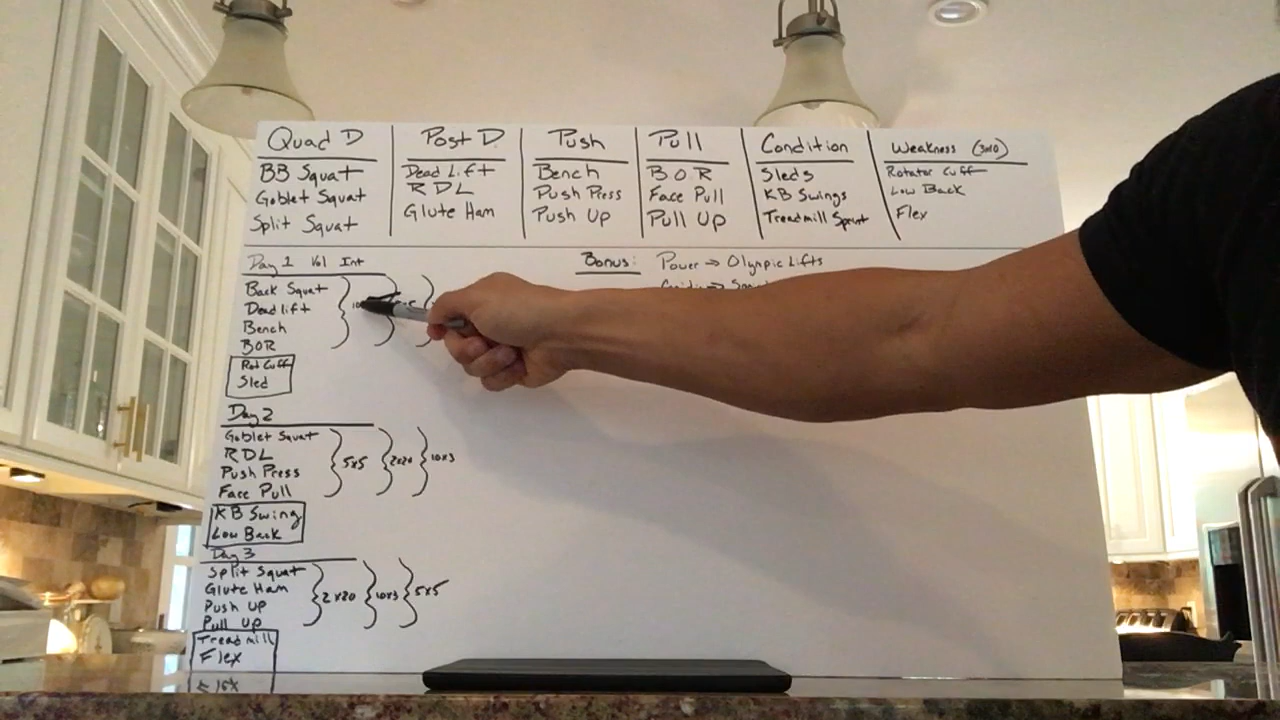 Quad D
BB Squat
Goblet Squat
Split Squat
Post D
Dead Lift
RDL
Glute Ham
Push
Bench
Push Press
Push Up
Pull
BOR
Face Pull
Pull Up
Condition
Sleds
KB Swings
Treadmill Sprint
Weakness (3x10)
Rotator Cuff
Low Back
Flex
Bonus: Power → Olympic Lifts
Day 1 Vol Int
Back Squat
Dead lift
Bench
BOR
Rot Cuff
Sled
Day 2
Goblet Squat
RDL
Push Press
Face Pull
5x5
2x20
10x3
KB Swing
Low Back
Day 3
Split Squat
Glute Ham
Push Up
Pull Up
2x20
10x3
5x5
Treadmill
Flex